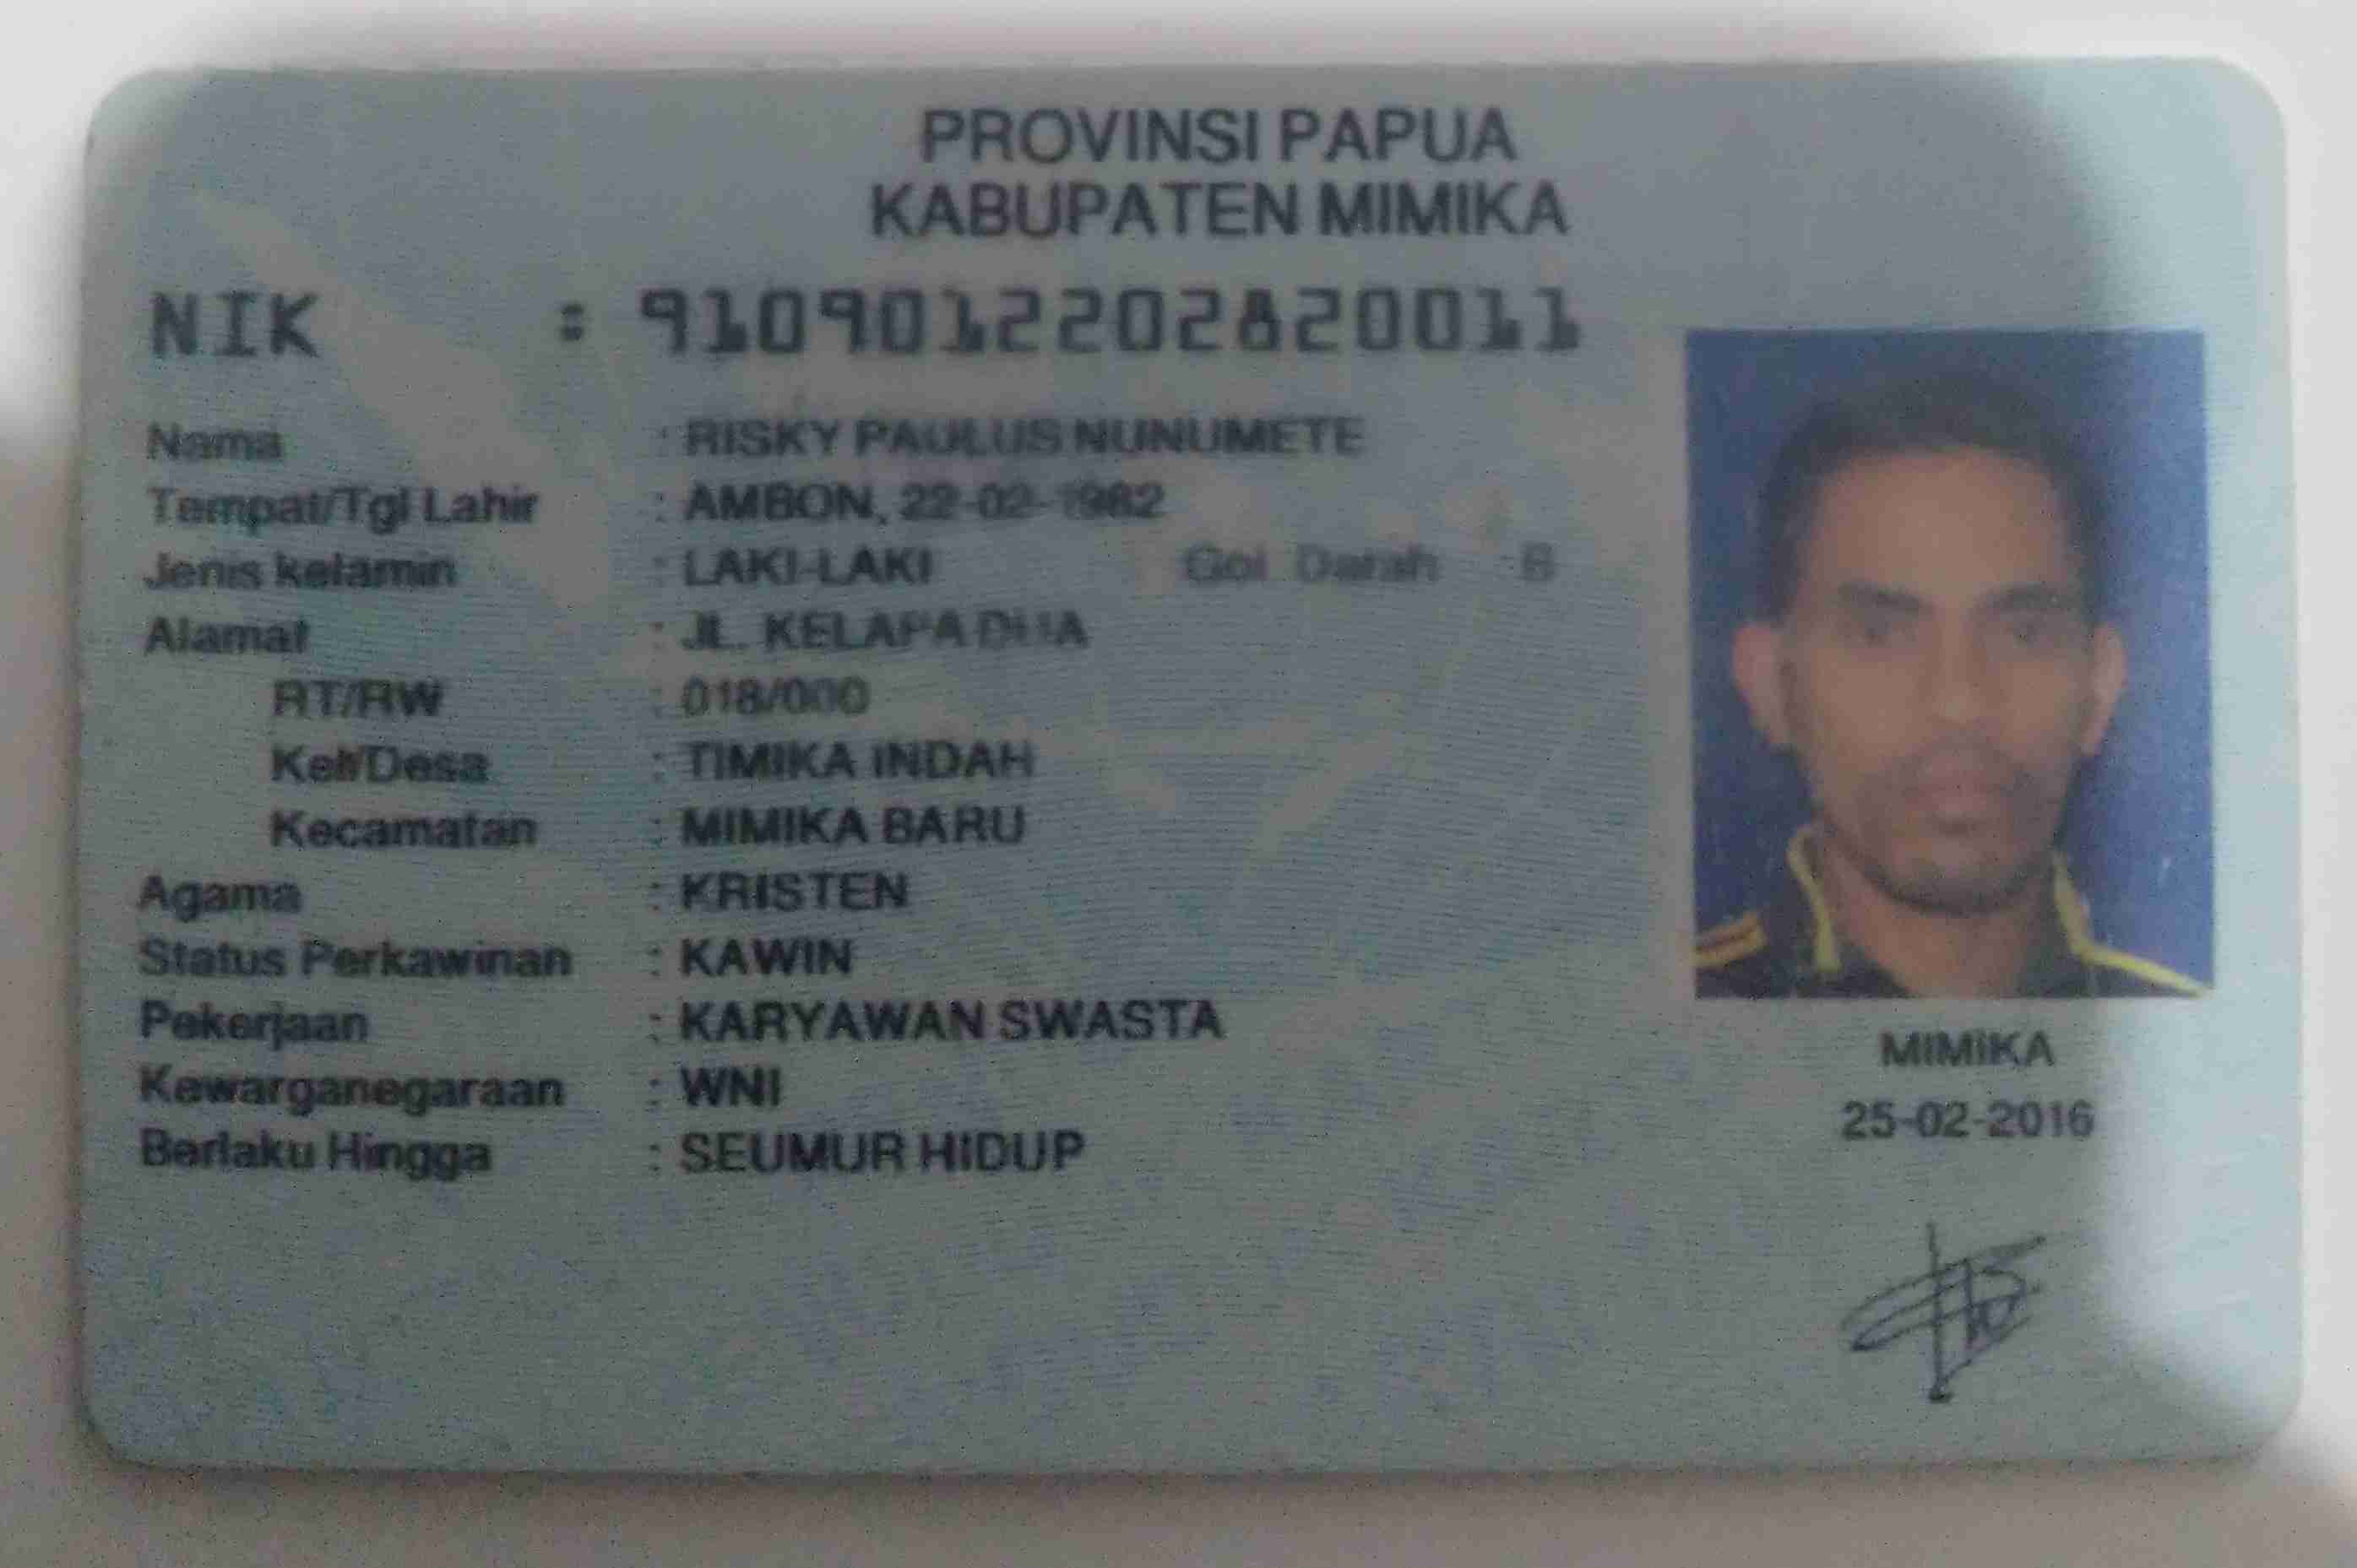 PROVINSI PAPUA
KABUPATEN MIMIKA
NIK : 9109012202820011
Nama : RISKY PAULUS NUNUMETE
Tempat/Tgl Lahir : AMBON, 22-02-1982
Jenis kelamin : LAKI-LAKI Gol. Darah : B
Alamat : JL. KELAPA DUA
RT/RW : 018/000
Kel/Desa : TIMIKA INDAH
Kecamatan : MIMIKA BARU
Agama : KRISTEN
Status Perkawinan : KAWIN
Pekerjaan : KARYAWAN SWASTA
Kewarganegaraan : WNI
Berlaku Hingga : SEUMUR HIDUP
MIMIKA
25-02-2016